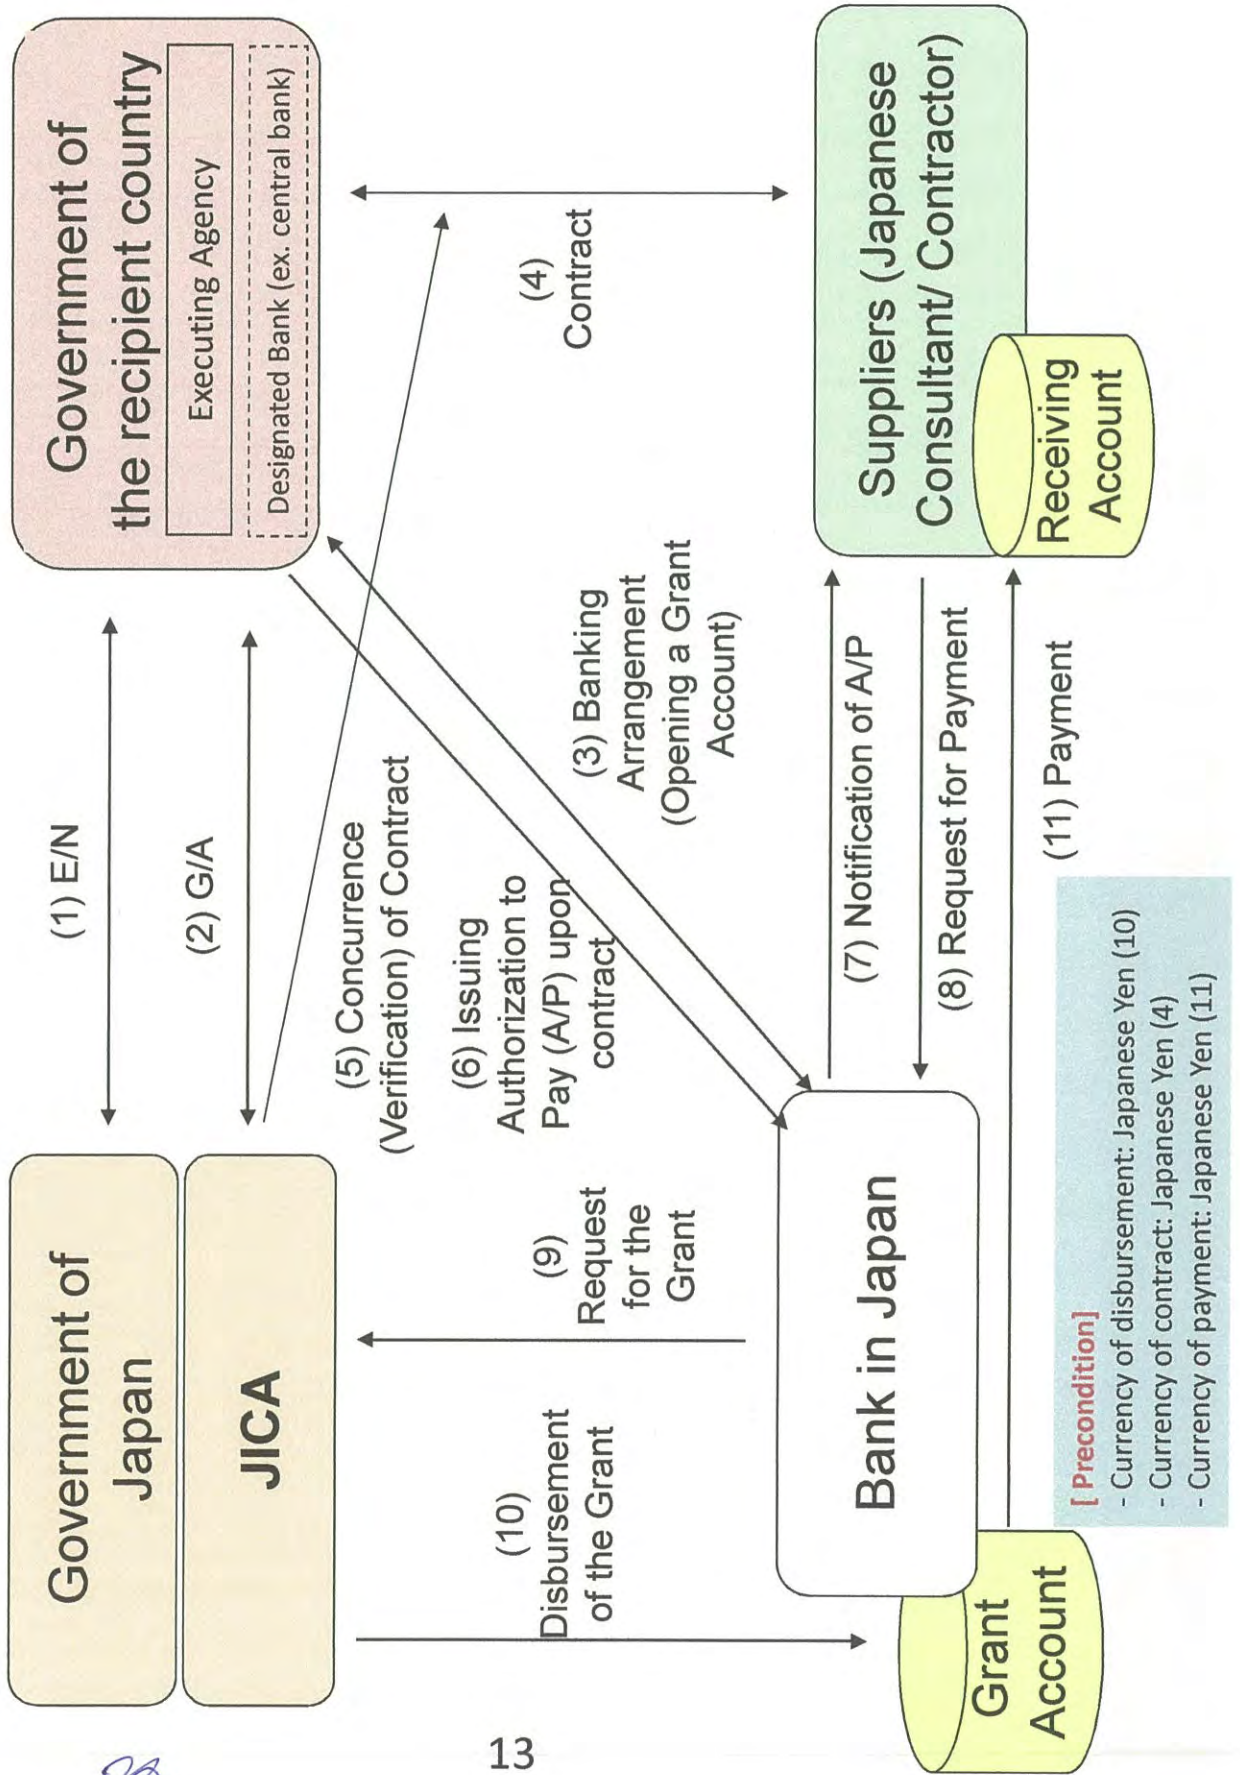 Government of
Japan
JICA
(1) E/N
(2) G/A
Government of
the recipient country
Executing Agency
Designated Bank (ex. central bank)
(5) Concurrence
(Verification) of Contract
(6) Issuing
Authorization to
Pay (A/P) upon
contract
(4)
Contract
(3) Banking
Arrangement
(Opening a Grant
Account)
(9)
Request
for the
Grant
(10)
Disbursement
of the Grant
Bank in Japan
Grant
Account
(7) Notification of A/P
(8) Request for Payment
(11) Payment
Suppliers (Japanese
Consultant/ Contractor)
Receiving
Account
[ Precondition]
- Currency of disbursement: Japanese Yen (10)
- Currency of contract: Japanese Yen (4)
- Currency of payment: Japanese Yen (11)
13